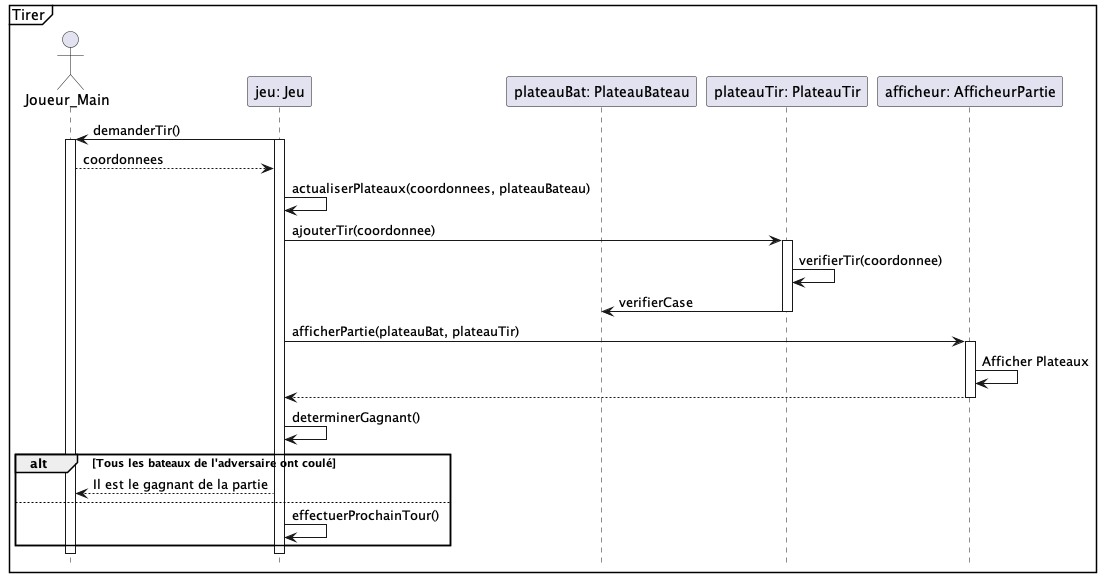 Tirer
Joueur_Main
jeu: Jeu
plateauBat: PlateauBateau
plateauTir: PlateauTir
afficheur: AfficheurPartie
demanderTir()
coordonnees
actualiserPlateaux(coordonnees, plateauBateau)
ajouterTir(coordonnee)
verifierTir(coordonnee)
verifierCase
afficherPartie(plateauBat, plateauTir)
Afficher Plateaux
determinerGagnant()
alt [Tous les bateaux de l'adversaire ont coulé]
Il est le gagnant de la partie
effectuerProchainTour()